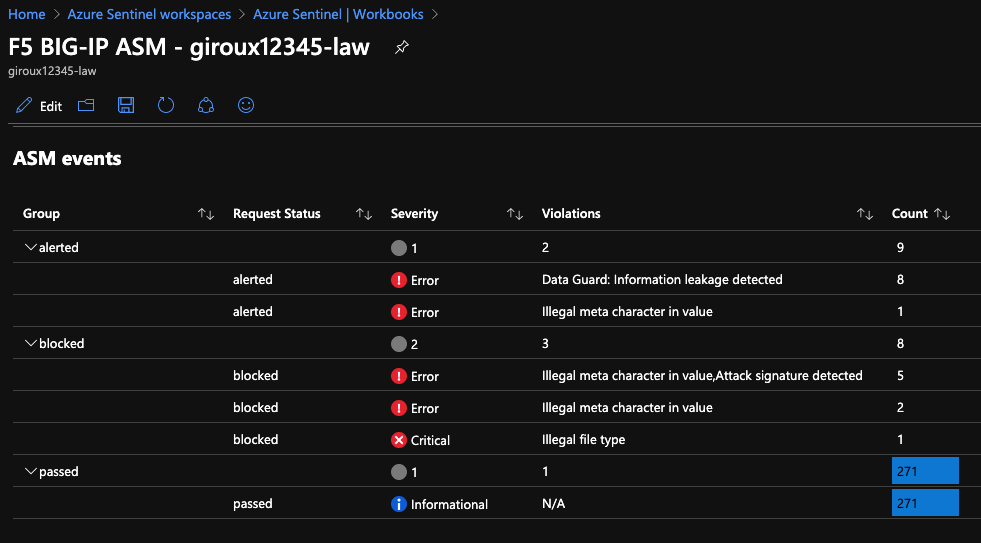 Home > Azure Sentinel workspaces > Azure Sentinel | Workbooks >
F5 BIG-IP ASM - giroux12345-law
giroux12345-law
Edit
ASM events
Group Request Status Severity Violations Count
alerted 1 2 9
alerted Error Data Guard: Information leakage detected 8
alerted Error Illegal meta character in value 1
blocked 2 3 8
blocked Error Illegal meta character in value,Attack signature detected 5
blocked Error Illegal meta character in value 2
blocked Critical Illegal file type 1
passed 1 1 271
passed Informational N/A 271